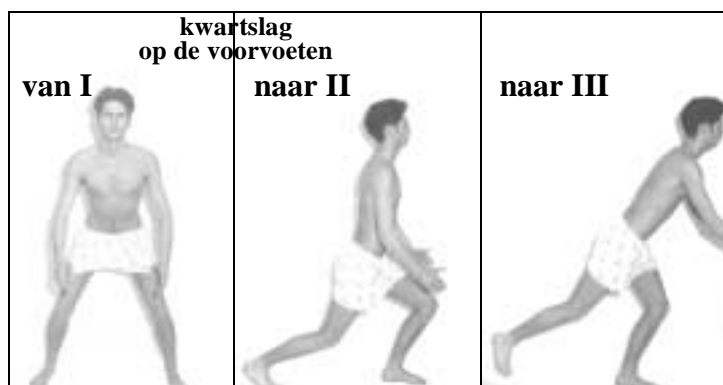 kwartslag
op de voorvoeten
van I
naar II
naar III